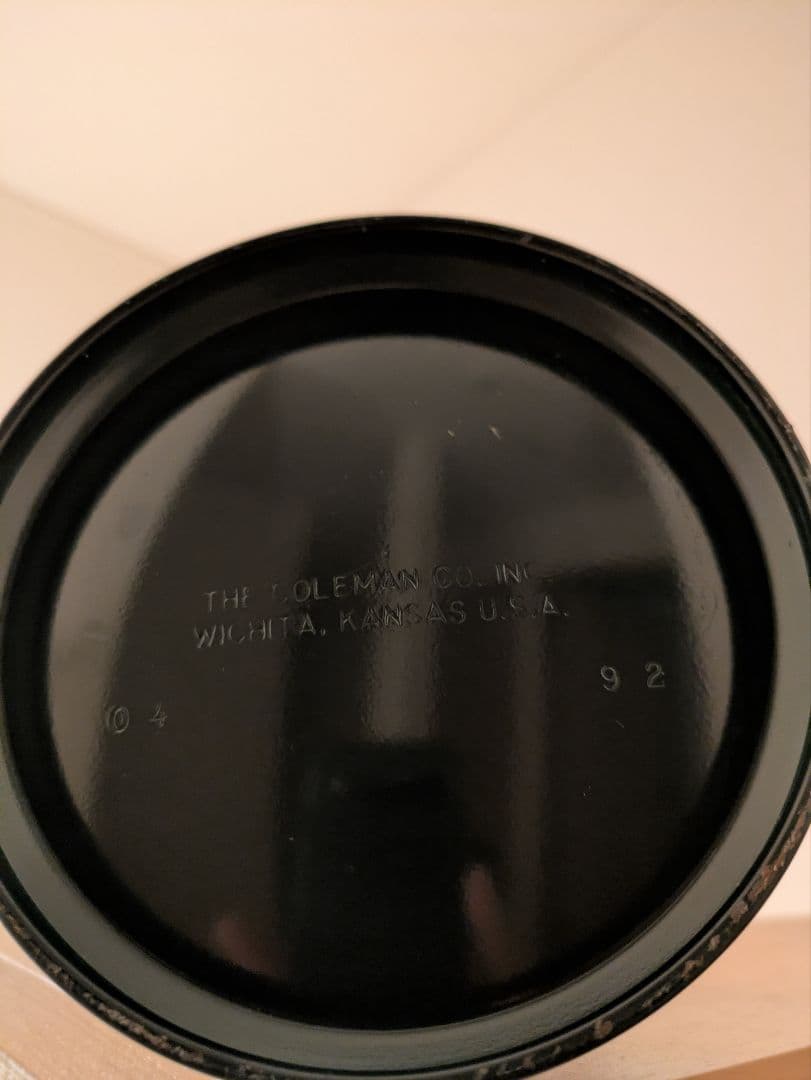 THE COLEMAN CO. INC.
WICHITA, KANSAS U.S.A.
04 92